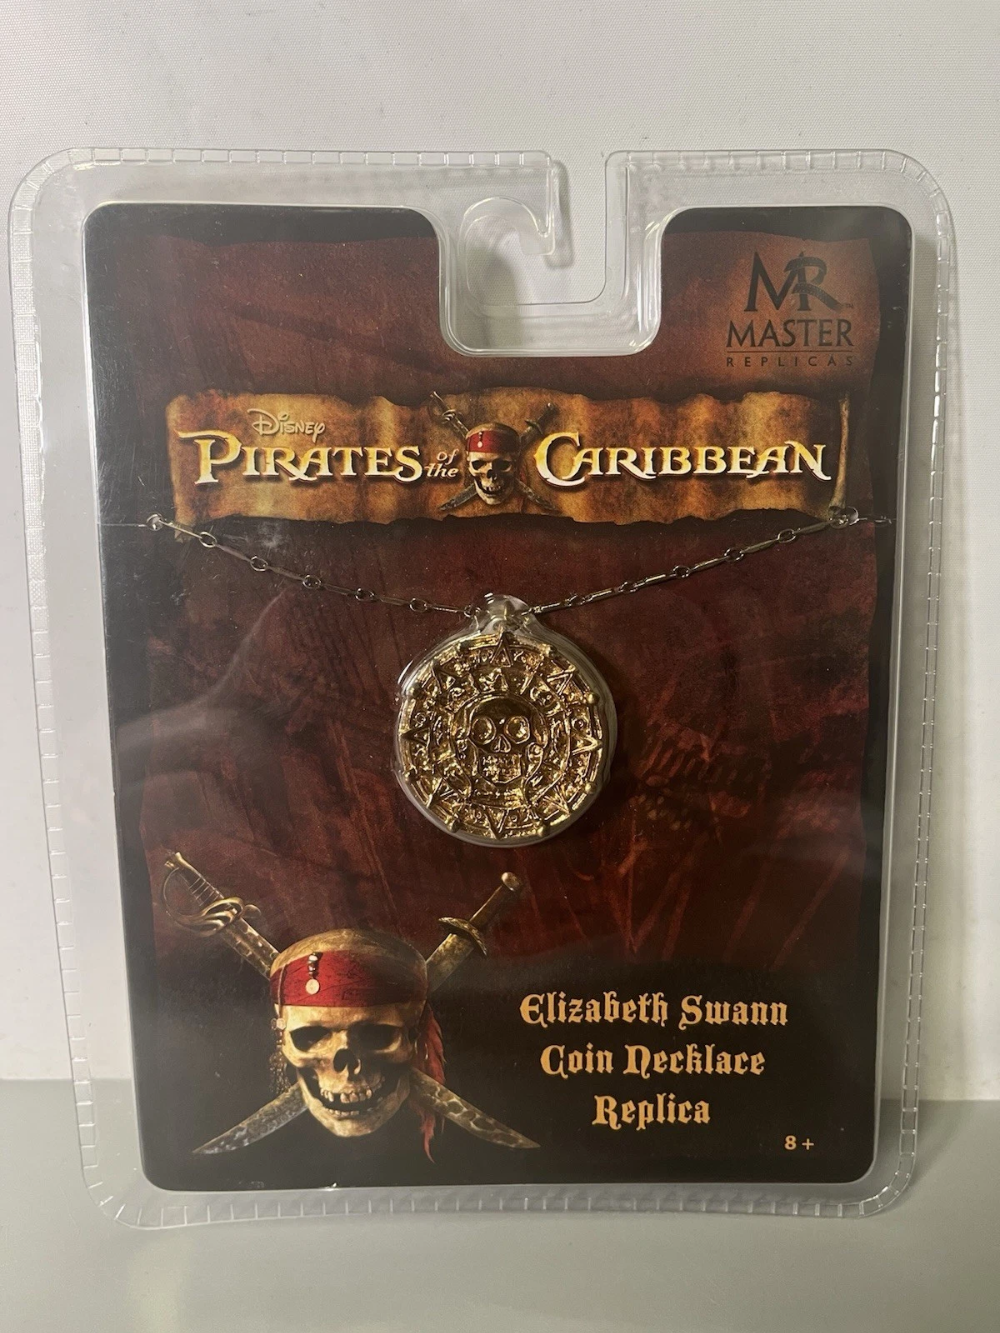 MR
MASTER
REPLICAS
Disney
PIRATES of the CARIBBEAN
Elizabeth Swann
Coin Necklace
Replica
8+